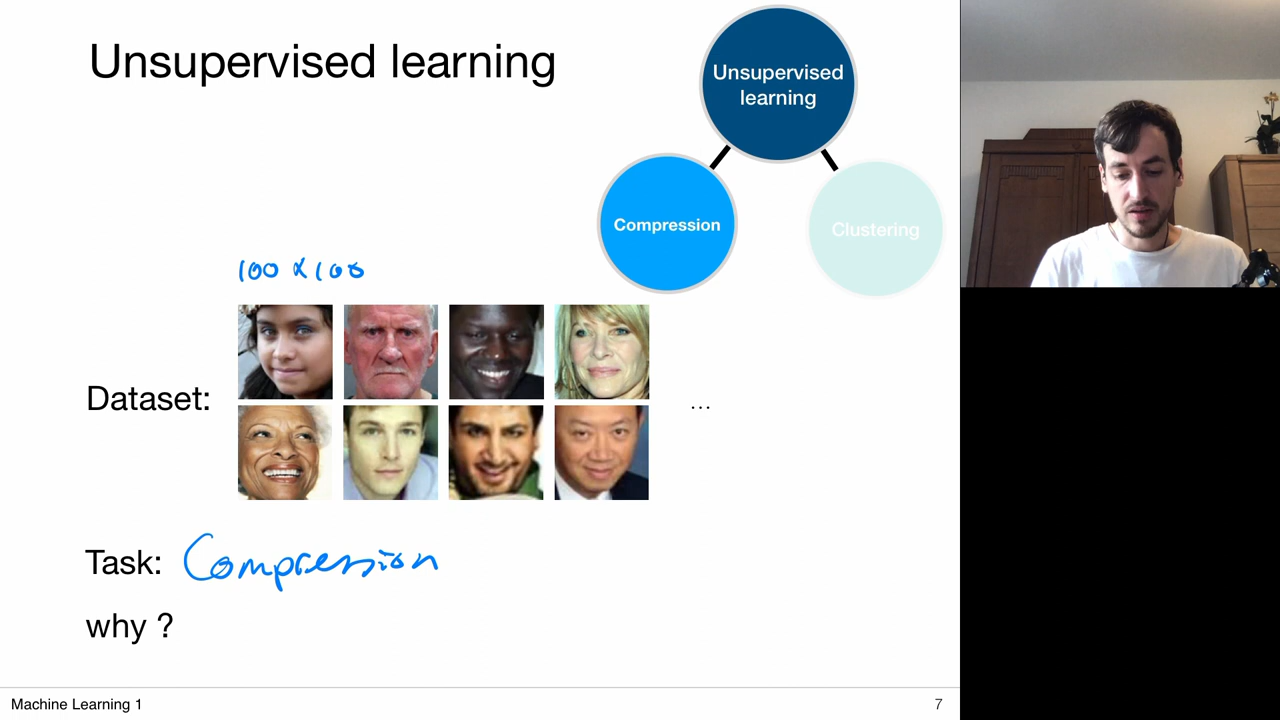 Unsupervised learning
Unsupervised
learning
Compression
Clustering
100 x 100
Dataset:
...
Task: Compression
why ?
Machine Learning 1
7